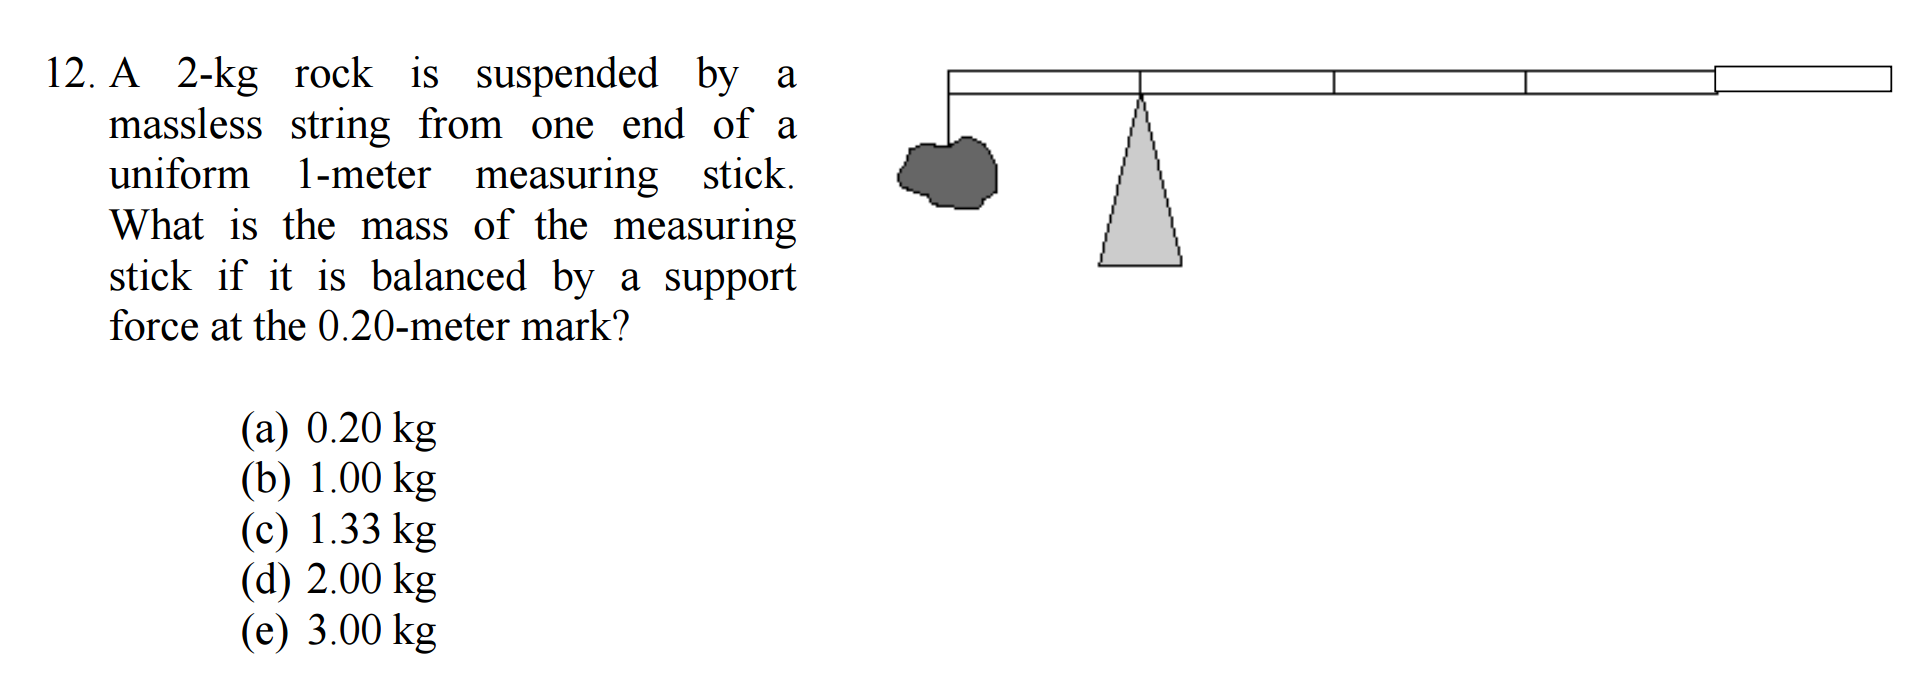 12. A 2-kg rock is suspended by a
massless string from one end of a
uniform 1-meter measuring stick.
What is the mass of the measuring
stick if it is balanced by a support
force at the 0.20-meter mark?
(a) 0.20 kg
(b) 1.00 kg
(c) 1.33 kg
(d) 2.00 kg
(e) 3.00 kg